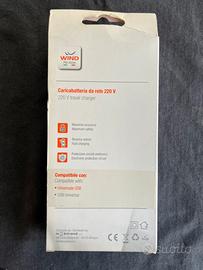 WIND
Caricabatteria da rete 220 V
220 V travel charger
Massima sicurezza
Maximum safety
Ricarica veloce
Fast charging
Protezione circuiti elettronici
Electronic protection circuit
Compatibile con:
Compatible with:
• Universale USB
• USB Universal
CE
Subito